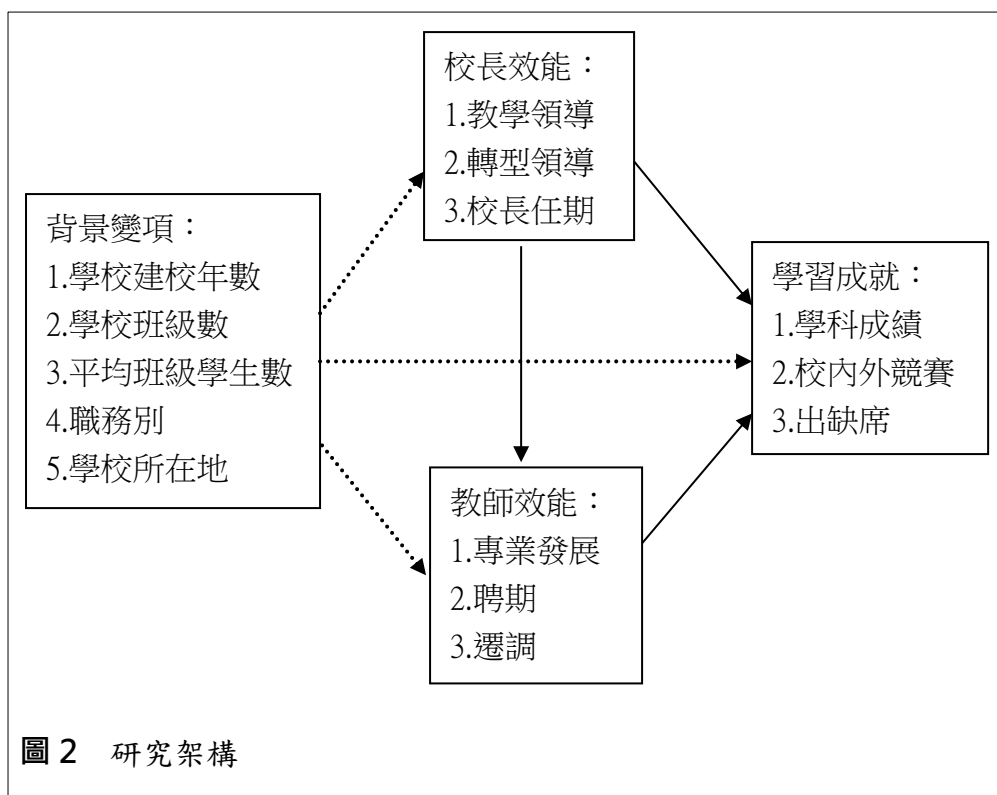 校長效能：
1.教學領導
2.轉型領導
3.校長任期
背景變項：
1.學校建校年數
2.學校班級數
3.平均班級學生數
4.職務別
5.學校所在地
學習成就：
1.學科成績
2.校內外競賽
3.出缺席
教師效能：
1.專業發展
2.聘期
3.遷調
圖 2 研究架構